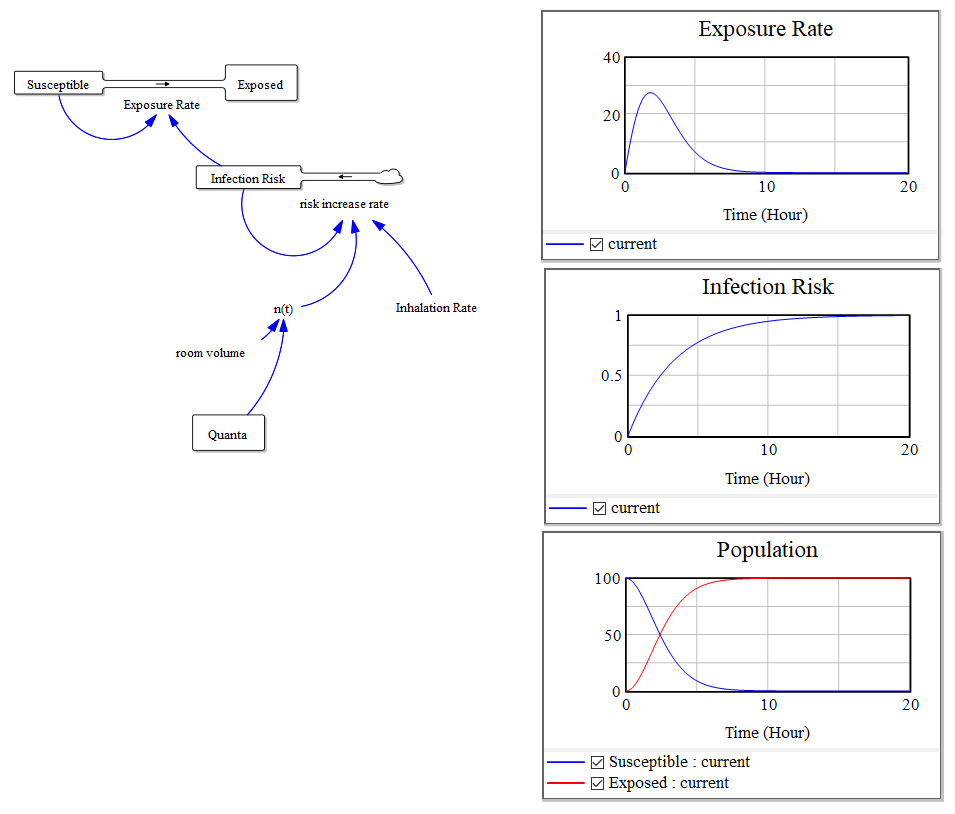 Susceptible
Exposed
Exposure Rate
Infection Risk
risk increase rate
n(t)
Inhalation Rate
room volume
Quanta
Exposure Rate
40
20
0
0 10 20
Time (Hour)
current
Infection Risk
1
0.5
0
0 10 20
Time (Hour)
current
Population
100
50
0
0 10 20
Time (Hour)
Susceptible : current
Exposed : current